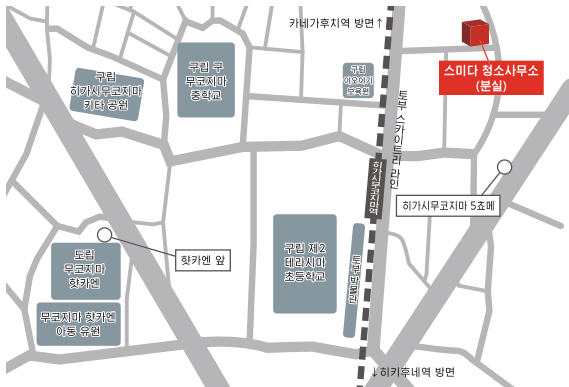 카네가후치역 방면↑
스미다 청소사무소
(분실)
구립
히가시무코지마
키타 공원
구립 구
무코지마
중학교
구립
아오야기
보육원
토부 스카이트리 라인
히가시무코지마역
히가시무코지마 5쵸메
도립
무코지마
햣카엔
햣카엔 앞
구립 제2
테라시마
초등학교
토부 박물관
무코지마 햣카엔
아동 유원
↓히키후네역 방면